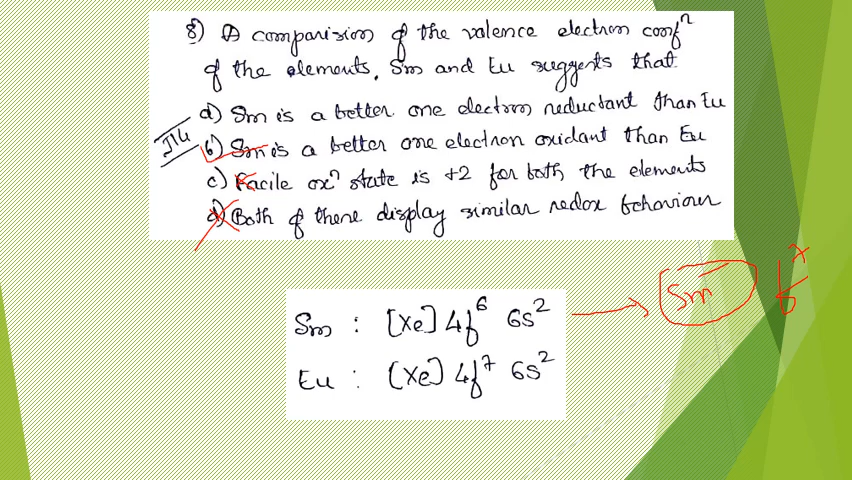 8) A comparision of the valence electron confⁿ
of the elements, Sm and Eu suggests that
a) Sm is a better one electron reductant than Eu
J14
b) Sm is a better one electron oxidant than Eu
c) Facile oxⁿ state is +2 for both the elements
d) Both of these display similar redox behaviour
Sm : [Xe] 4f⁶ 6s²
Eu : [Xe] 4f⁷ 6s²